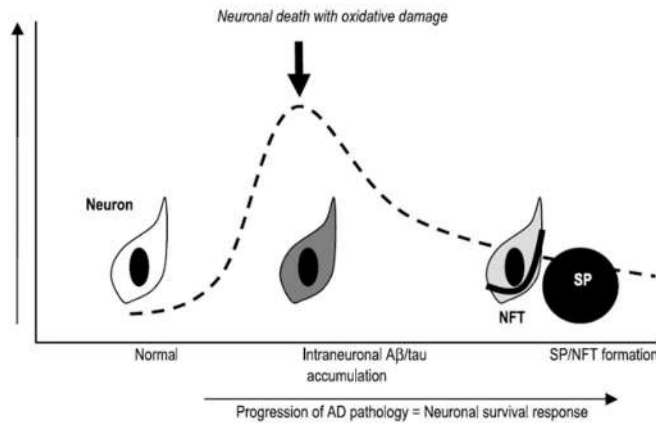 Neuronal death with oxidative damage
Neuron
SP
NFT
Normal
Intraneuronal Aβ/tau
accumulation
SP/NFT formation
Progression of AD pathology = Neuronal survival response